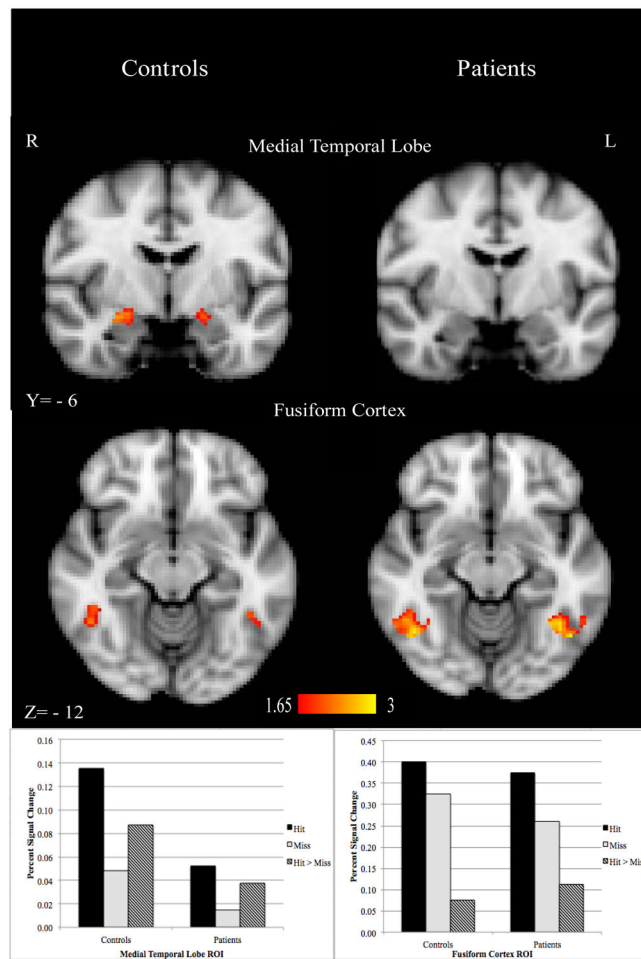 Controls Patients
R Medial Temporal Lobe L
Y= - 6
Fusiform Cortex
1.65 3
Z= - 12
Percent Signal Change
0.16
0.14
0.12
0.10
0.08
0.06
0.04
0.02
0.00
Hit
Miss
Hit > Miss
Controls Patients
Medial Temporal Lobe ROI
Percent Signal Change
0.45
0.40
0.35
0.30
0.25
0.20
0.15
0.10
0.05
0.00
Hit
Miss
Hit > Miss
Controls Patients
Fusiform Cortex ROI